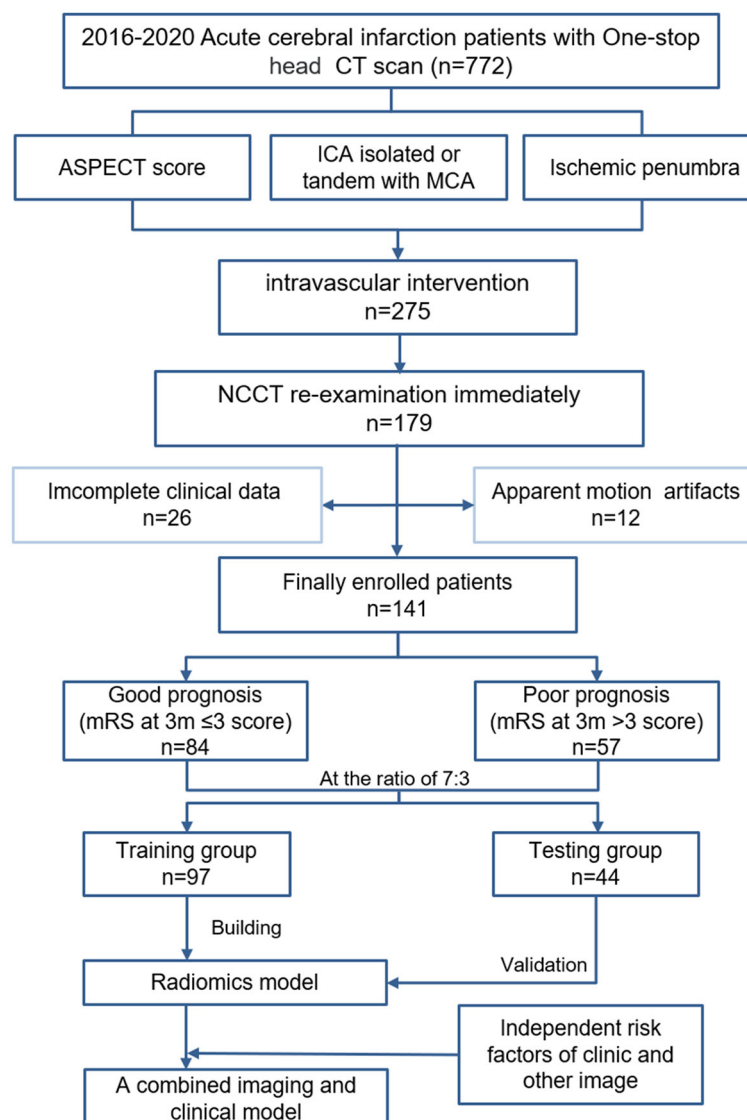 2016-2020 Acute cerebral infarction patients with One-stop
head CT scan (n=772)
ASPECT score
ICA isolated or
tandem with MCA
Ischemic penumbra
intravascular intervention
n=275
NCCT re-examination immediately
n=179
Imcomplete clinical data
n=26
Apparent motion artifacts
n=12
Finally enrolled patients
n=141
Good prognosis
(mRS at 3m ≤3 score)
n=84
Poor prognosis
(mRS at 3m >3 score)
n=57
At the ratio of 7:3
Training group
n=97
Testing group
n=44
Building
Validation
Radiomics model
Independent risk
factors of clinic and
other image
A combined imaging and
clinical model